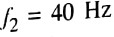 f₂ = 40 Hz